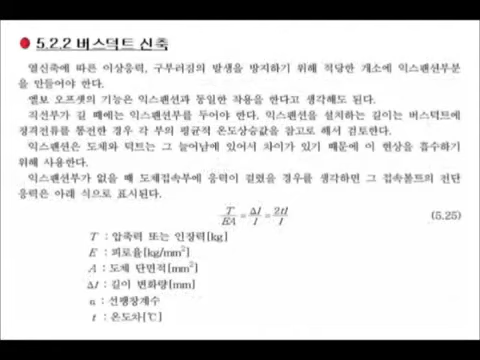 5.2.2 버스덕트 신축
열신축에 따른 이상응력, 구부러짐의 발생을 방지하기 위해 적당한 개소에 익스팬션부분
을 만들어야 한다.
엘보 오프셋의 기능은 익스팬션과 동일한 작용을 한다고 생각해도 된다.
직선부가 길 때에는 익스팬션부를 두어야 한다. 익스팬션을 설치하는 길이는 버스덕트에
정격전류를 통전한 경우 각 부의 평균적 온도상승값을 참고로 해서 검토한다.
익스팬션은 도체와 덕트는 그 늘어남에 있어서 차이가 있기 때문에 이 현상을 흡수하기
위해 사용한다.
익스팬션부가 없을 때 도체접속부에 응력이 걸렸을 경우를 생각하면 그 접속볼트의 전단
응력은 아래 식으로 표시된다.
T/EA = Δl/l = 2tl/l (5.25)
T : 압축력 또는 인장력[kg]
E : 피로율[kg/mm²]
A : 도체 단면적[mm²]
Δl : 길이 변화량[mm]
α : 선팽창계수
t : 온도차[℃]